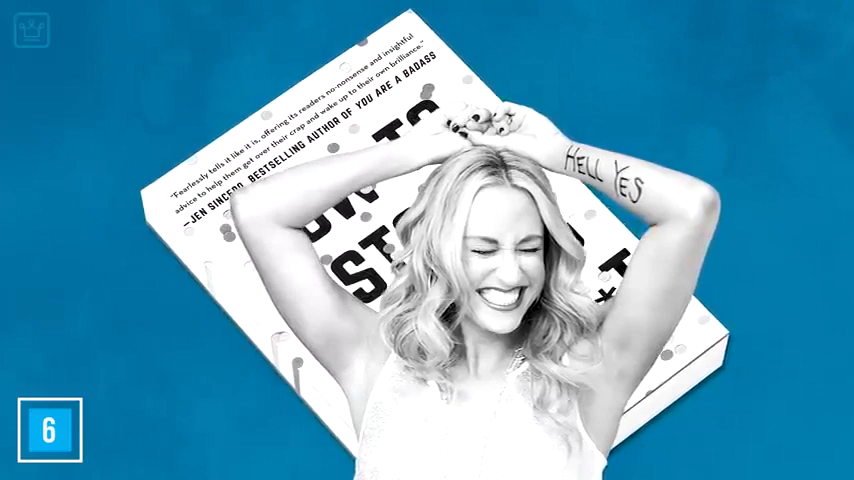 "Fearlessly tells it like it is, offering its readers no-nonsense and insightful
advice to help them get over their crap and wake up to their own brilliance."
—JEN SINCERO, BESTSELLING AUTHOR OF YOU ARE A BADASS
TO
HELL YES
6